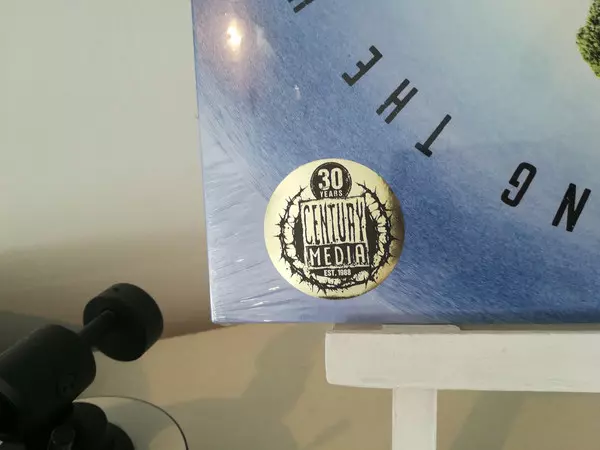 NG THE
30
YEARS
CENTURY
MEDIA
EST. 1988